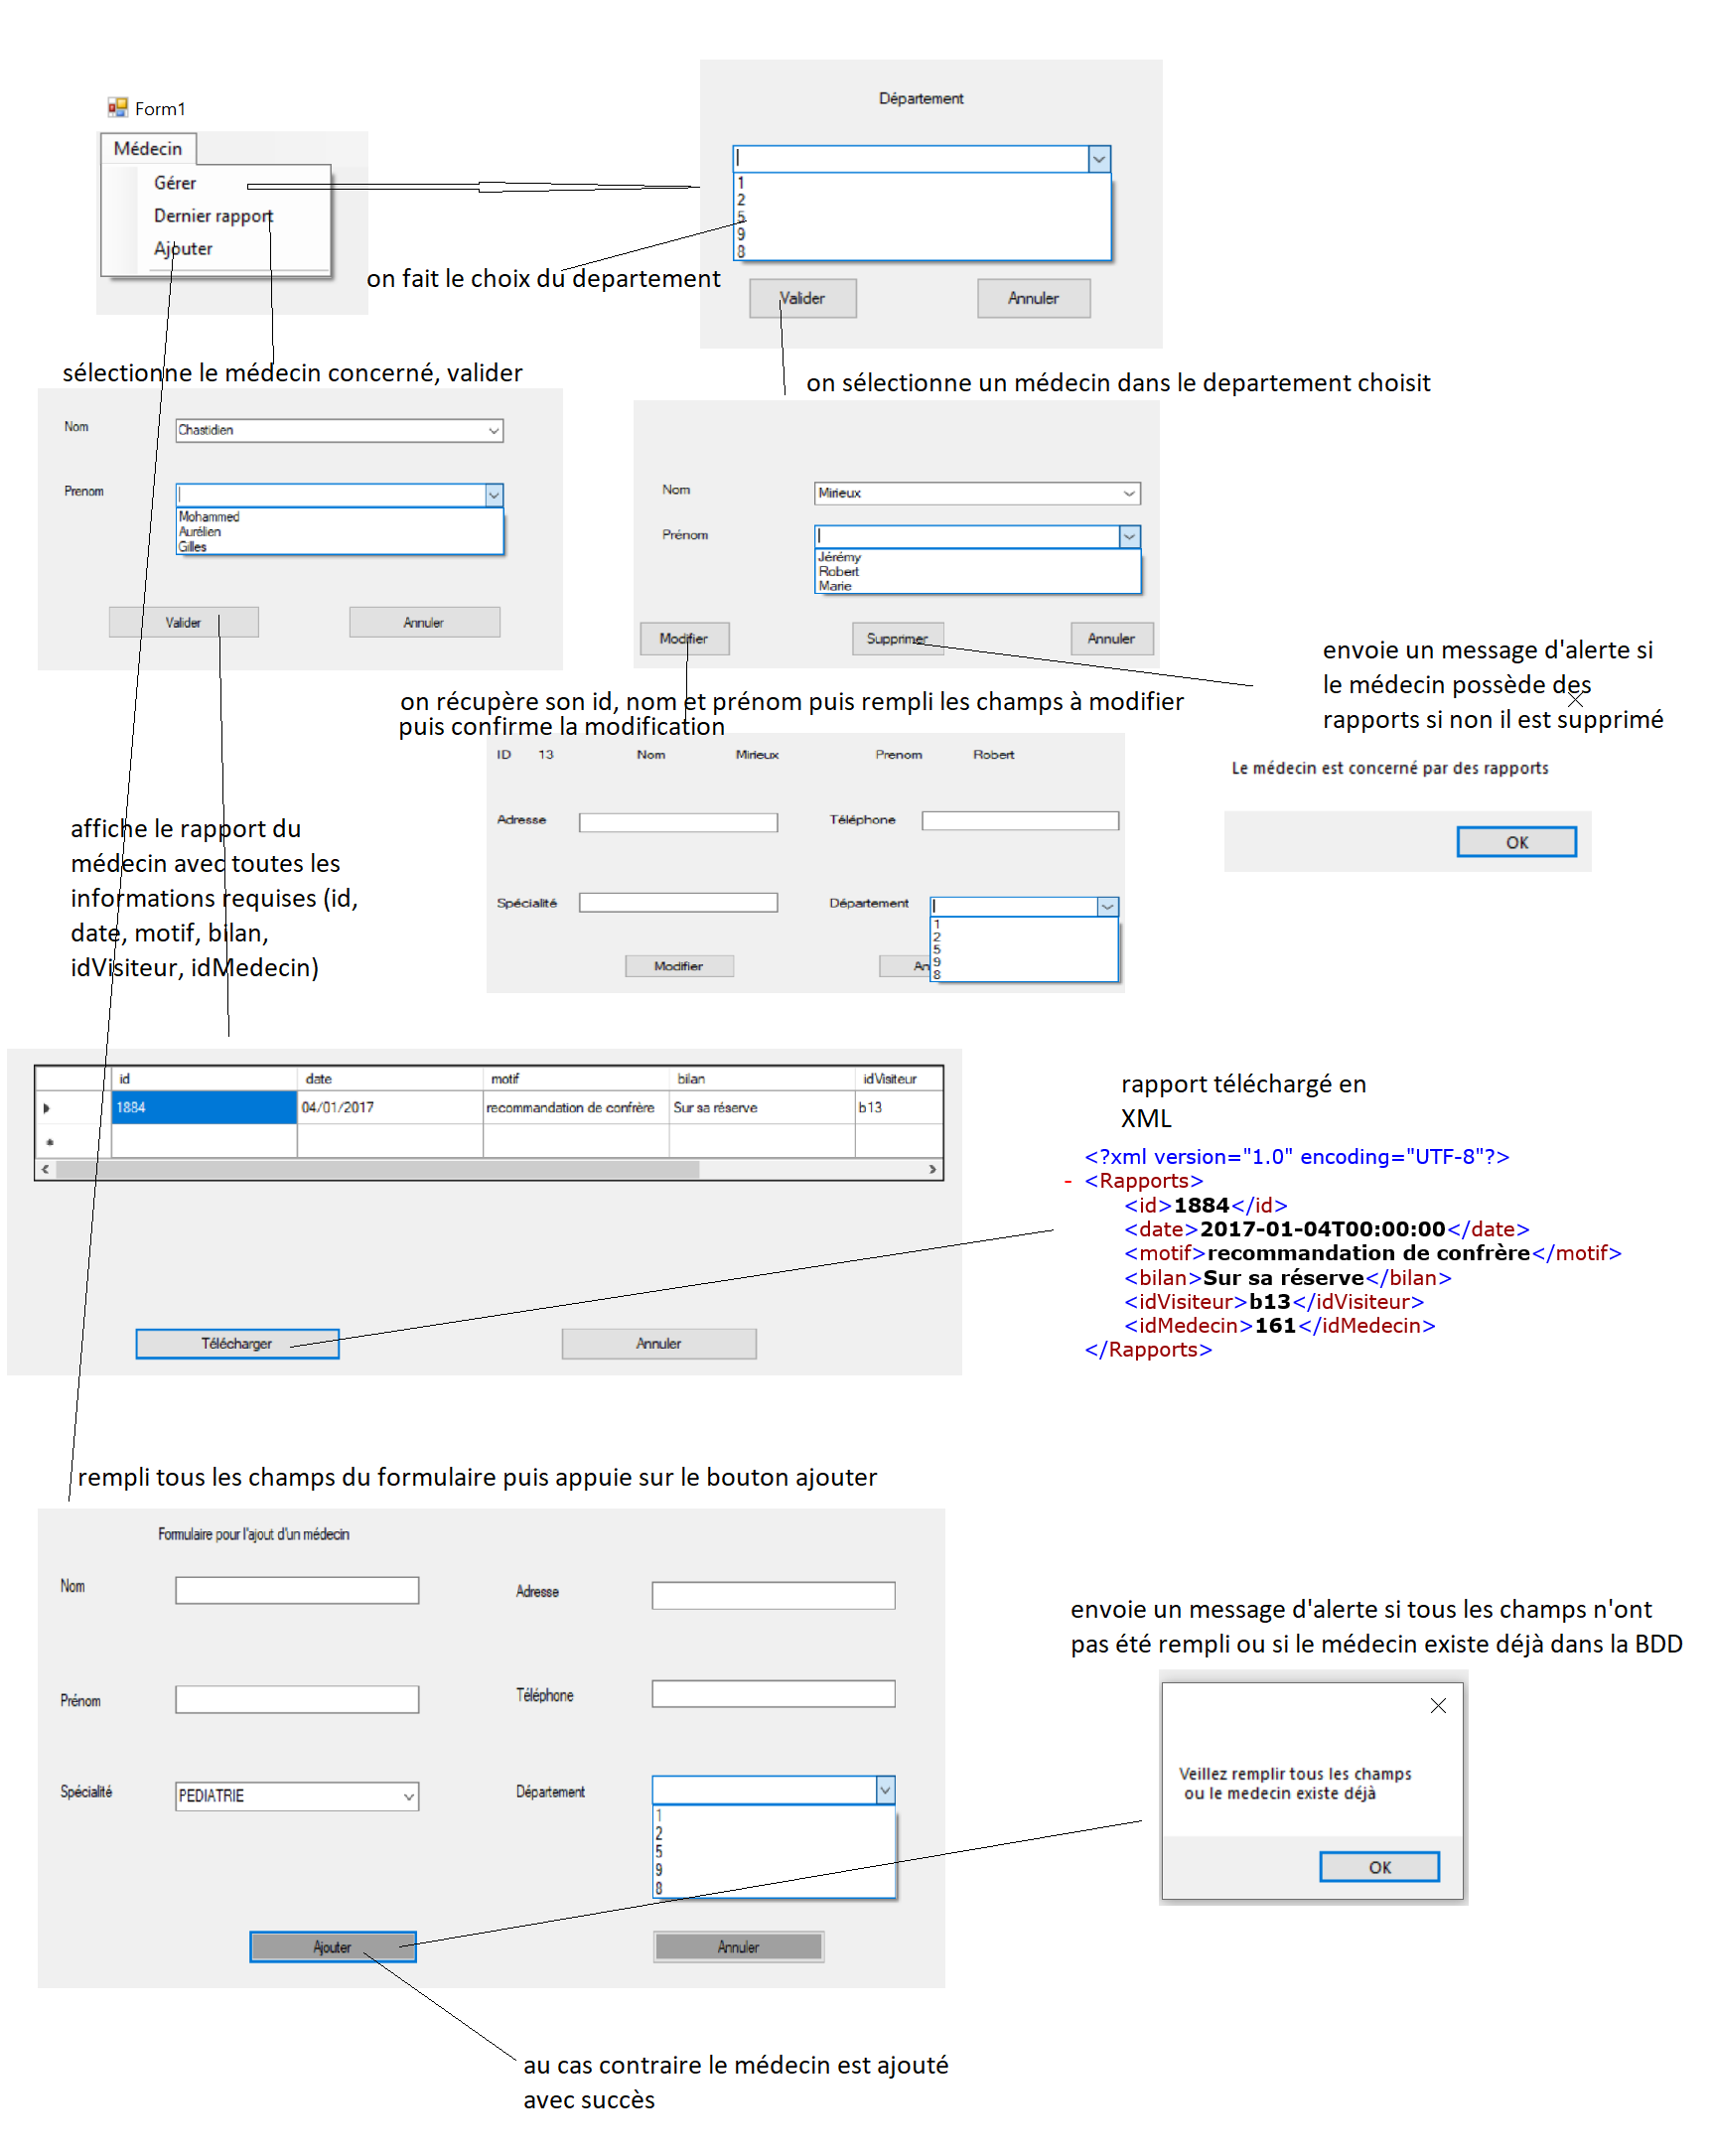 Form1
Médecin
Gérer
Dernier rapport
Ajouter
Département
1
2
5
9
8
Valider
Annuler
on fait le choix du departement
sélectionne le médecin concerné, valider
Nom
Chastidien
Prenom
Mohammed
Aurélien
Gilles
Valider
Annuler
on sélectionne un médecin dans le departement choisit
Nom
Mirieux
Prénom
Jérémy
Robert
Marie
Modifier
Supprimer
Annuler
envoie un message d'alerte si
le médecin possède des
rapports si non il est supprimé
Le médecin est concerné par des rapports
OK
on récupère son id, nom et prénom puis rempli les champs à modifier
puis confirme la modification
ID 13 Nom Mirieux Prenom Robert
Adresse
Téléphone
Spécialité
Département
1
2
5
9
8
Modifier
An
affiche le rapport du
médecin avec toutes les
informations requises (id,
date, motif, bilan,
idVisiteur, idMedecin)
id date motif bilan idVisiteur
1884 04/01/2017 recommandation de confrère Sur sa réserve b13
Télécharger
Annuler
rapport téléchargé en
XML
<?xml version="1.0" encoding="UTF-8"?>
- <Rapports>
<id>1884</id>
<date>2017-01-04T00:00:00</date>
<motif>recommandation de confrère</motif>
<bilan>Sur sa réserve</bilan>
<idVisiteur>b13</idVisiteur>
<idMedecin>161</idMedecin>
</Rapports>
rempli tous les champs du formulaire puis appuie sur le bouton ajouter
Formulaire pour l'ajout d'un médecin
Nom
Adresse
Prénom
Téléphone
Spécialité
PEDIATRIE
Département
1
2
5
9
8
Ajouter
Annuler
envoie un message d'alerte si tous les champs n'ont
pas été rempli ou si le médecin existe déjà dans la BDD
Veillez remplir tous les champs
ou le medecin existe déjà
OK
au cas contraire le médecin est ajouté
avec succès